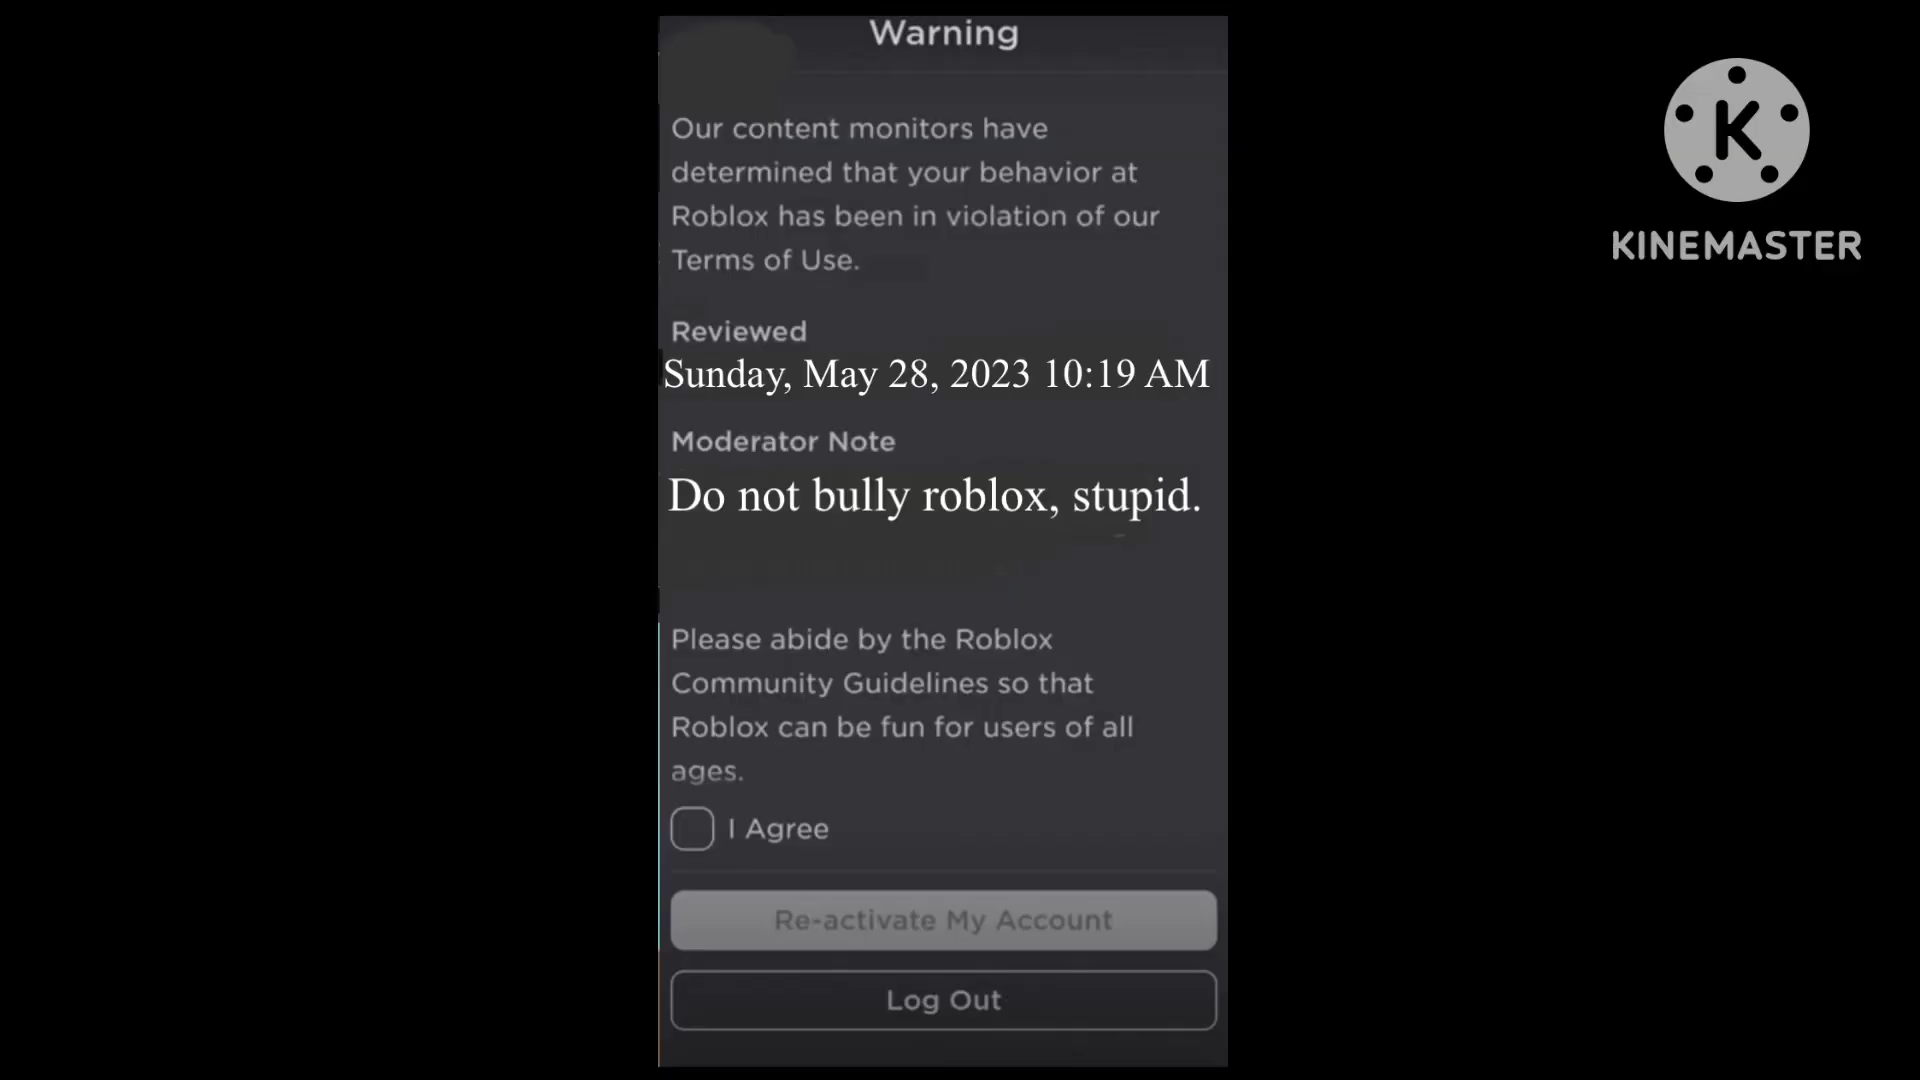 Warning
Our content monitors have
determined that your behavior at
Roblox has been in violation of our
Terms of Use.
Reviewed
Sunday, May 28, 2023 10:19 AM
Moderator Note
Do not bully roblox, stupid.
Please abide by the Roblox
Community Guidelines so that
Roblox can be fun for users of all
ages.
I Agree
Re-activate My Account
Log Out
K
KINEMASTER